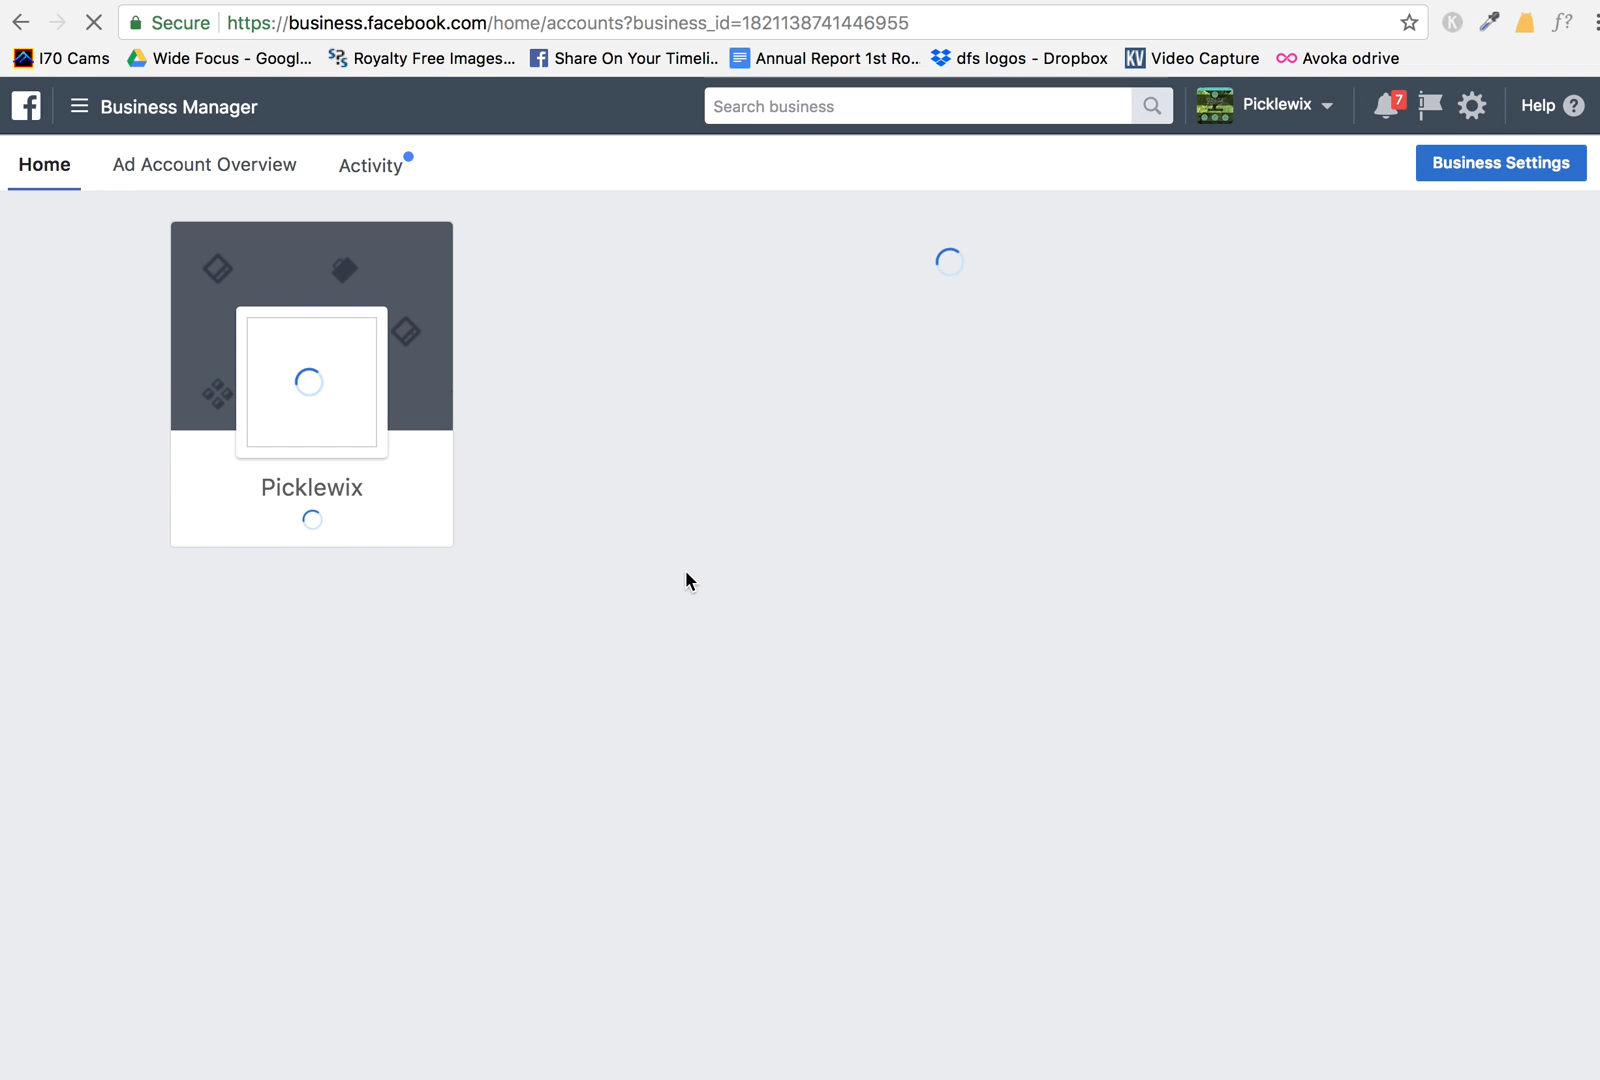 Secure https://business.facebook.com/home/accounts?business_id=1821138741446955
I70 Cams Wide Focus - Googl... Royalty Free Images... Share On Your Timeli.. Annual Report 1st Ro... dfs logos - Dropbox KV Video Capture Avoka odrive
Business Manager Search business Picklewix 7 Help ?
Home Ad Account Overview Activity Business Settings
Picklewix